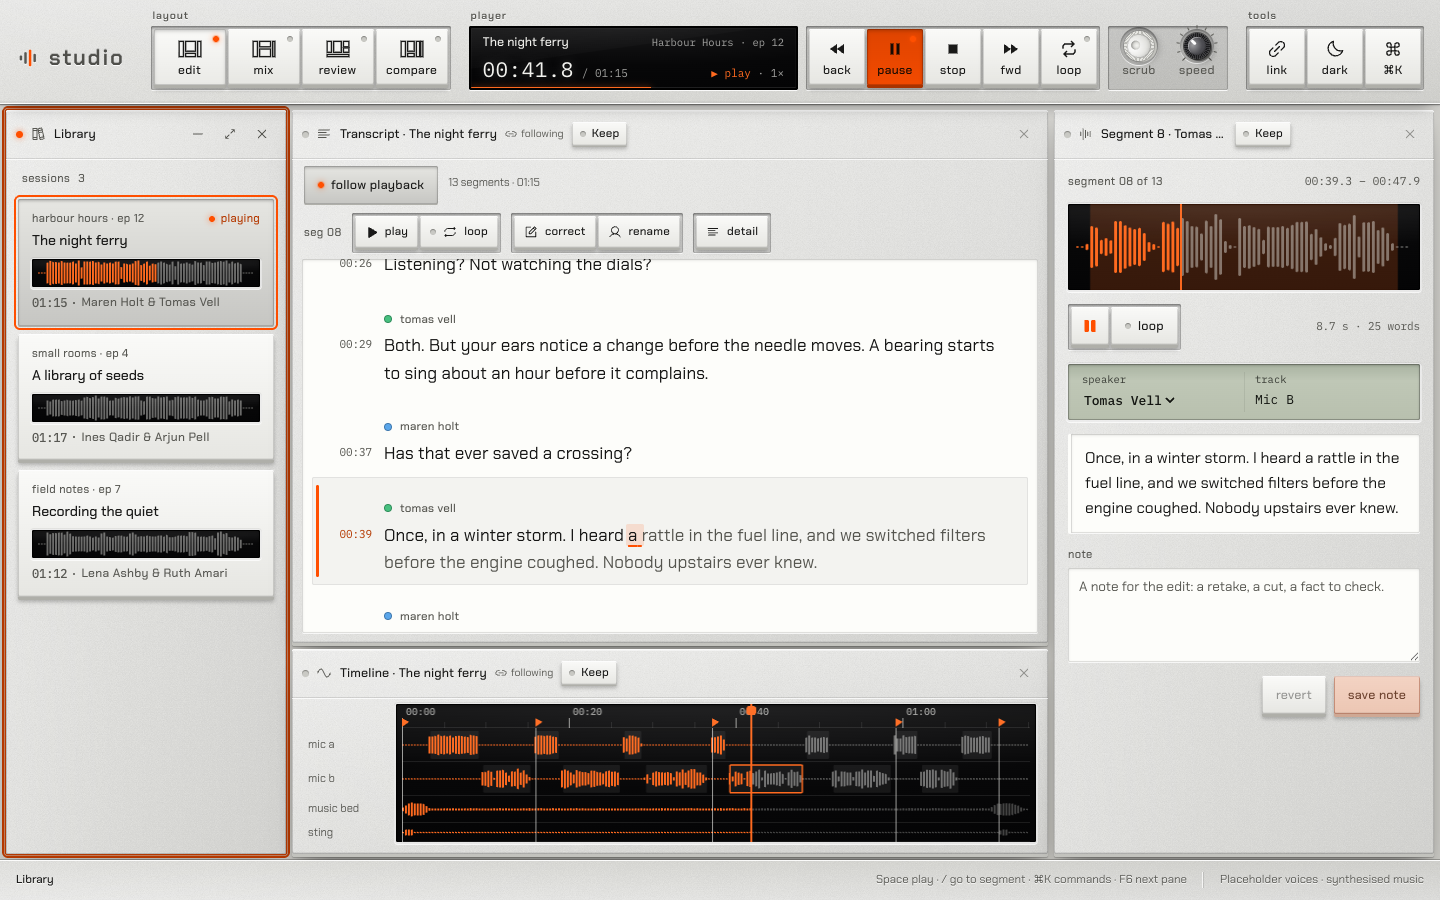 studio
layout
edit
mix
review
compare
player
The night ferry
Harbour Hours · ep 12
00:41.8 / 01:15
▶ play · 1×
back
pause
stop
fwd
loop
scrub
speed
tools
link
dark
⌘
⌘K
Library
sessions 3
harbour hours · ep 12
playing
The night ferry
01:15 · Maren Holt & Tomas Vell
small rooms · ep 4
A library of seeds
01:17 · Ines Qadir & Arjun Pell
field notes · ep 7
Recording the quiet
01:12 · Lena Ashby & Ruth Amari
Transcript · The night ferry
following
Keep
follow playback
13 segments · 01:15
seg 08
play
loop
correct
rename
detail
00:26 Listening? Not watching the dials?
tomas vell
00:29 Both. But your ears notice a change before the needle moves. A bearing starts
to sing about an hour before it complains.
maren holt
00:37 Has that ever saved a crossing?
tomas vell
00:39 Once, in a winter storm. I heard a rattle in the fuel line, and we switched filters
before the engine coughed. Nobody upstairs ever knew.
maren holt
Timeline · The night ferry
following
Keep
00:00
00:20
00:40
01:00
mic a
mic b
music bed
sting
Segment 8 · Tomas ...
Keep
segment 08 of 13
00:39.3 – 00:47.9
loop
8.7 s · 25 words
speaker
Tomas Vell
track
Mic B
Once, in a winter storm. I heard a rattle in the
fuel line, and we switched filters before the
engine coughed. Nobody upstairs ever knew.
note
A note for the edit: a retake, a cut, a fact to check.
revert
save note
Library
Space play · / go to segment · ⌘K commands · F6 next pane
Placeholder voices · synthesised music